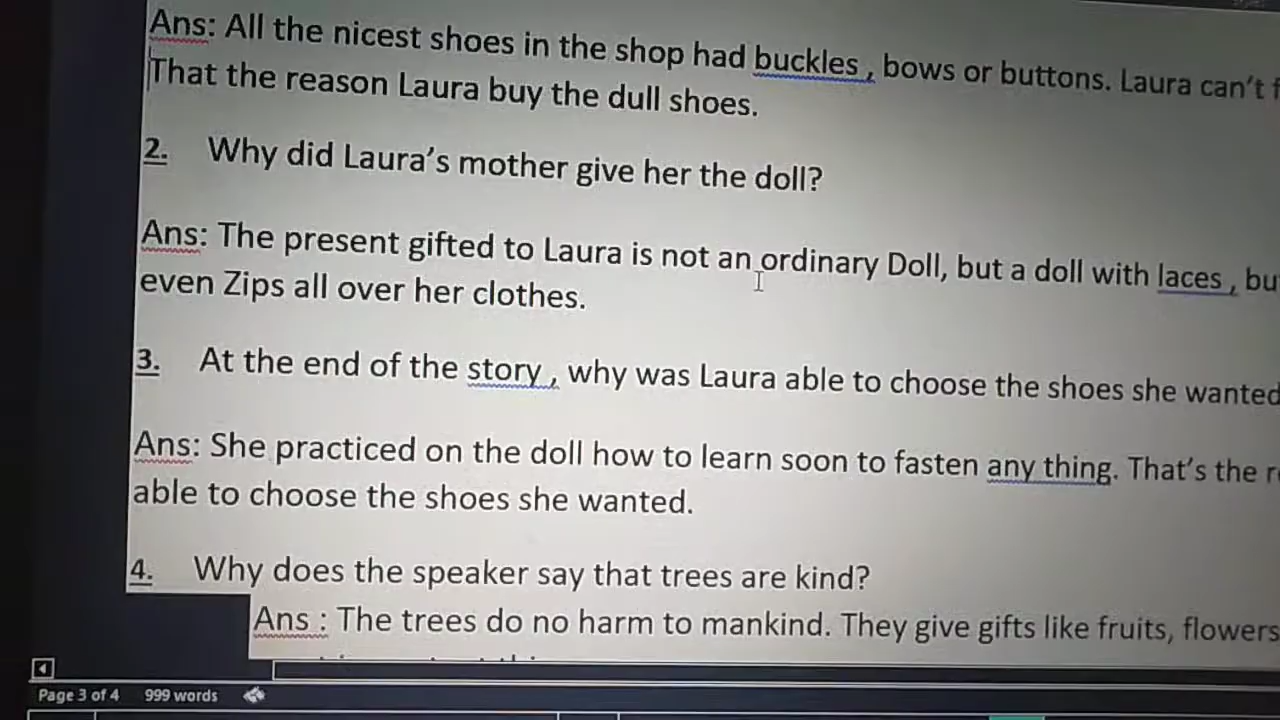 Ans: All the nicest shoes in the shop had buckles , bows or buttons. Laura can't
That the reason Laura buy the dull shoes.
2. Why did Laura's mother give her the doll?
Ans: The present gifted to Laura is not an ordinary Doll, but a doll with laces ,
even Zips all over her clothes.
3. At the end of the story , why was Laura able to choose the shoes she wanted
Ans: She practiced on the doll how to learn soon to fasten any thing. That's the
able to choose the shoes she wanted.
4. Why does the speaker say that trees are kind?
Ans : The trees do no harm to mankind. They give gifts like fruits, flowers
Page 3 of 4 999 words